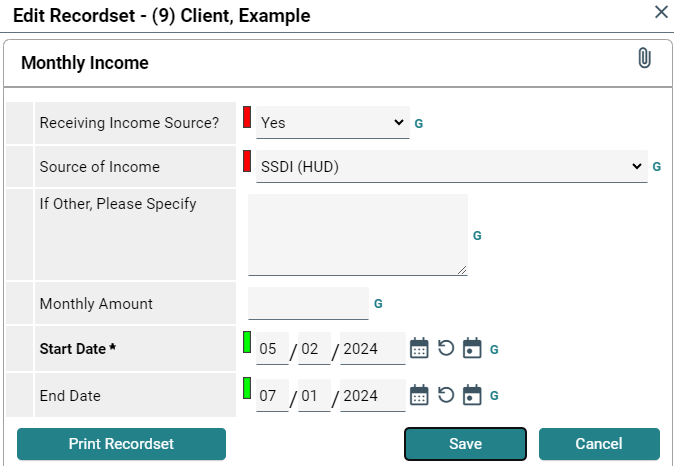 Edit Recordset - (9) Client, Example
Monthly Income
Receiving Income Source? Yes G
Source of Income SSDI (HUD) G
If Other, Please Specify
G
Monthly Amount G
Start Date * 05 / 02 / 2024 G
End Date 07 / 01 / 2024 G
Print Recordset Save Cancel